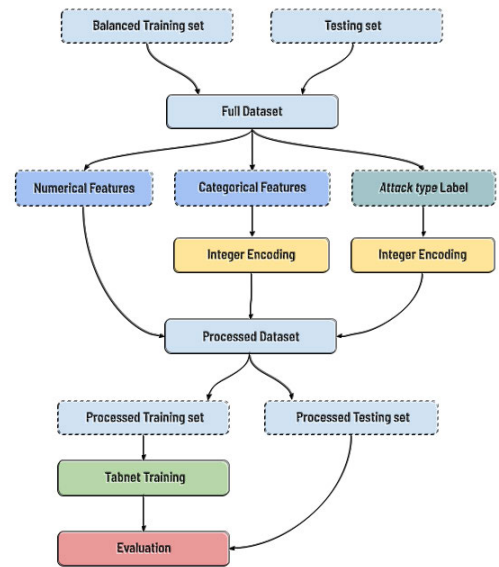 Balanced Training set
Testing set
Full Dataset
Numerical Features
Categorical Features
Attack type Label
Integer Encoding
Integer Encoding
Processed Dataset
Processed Training set
Processed Testing set
Tabnet Training
Evaluation